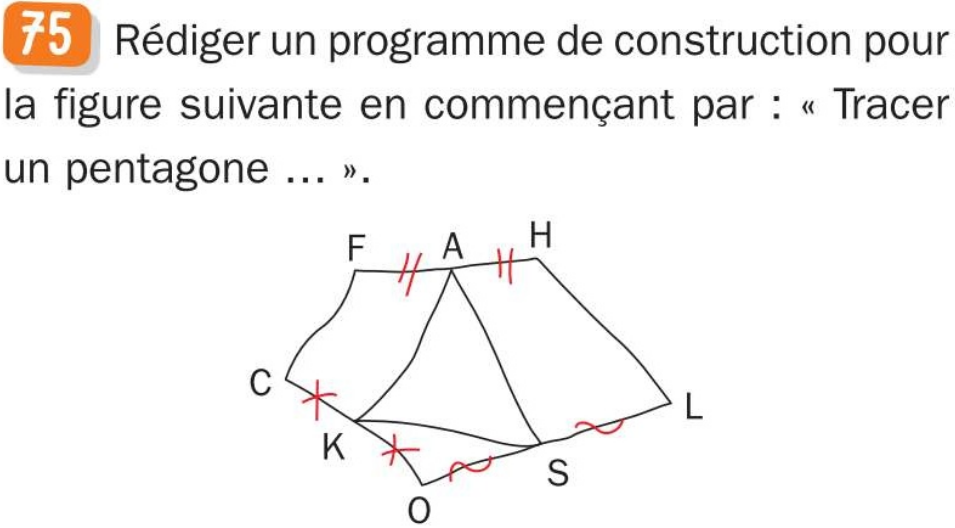 75 Rédiger un programme de construction pour
la figure suivante en commençant par : « Tracer
un pentagone ... ».
F A H
C
L
K
S
O